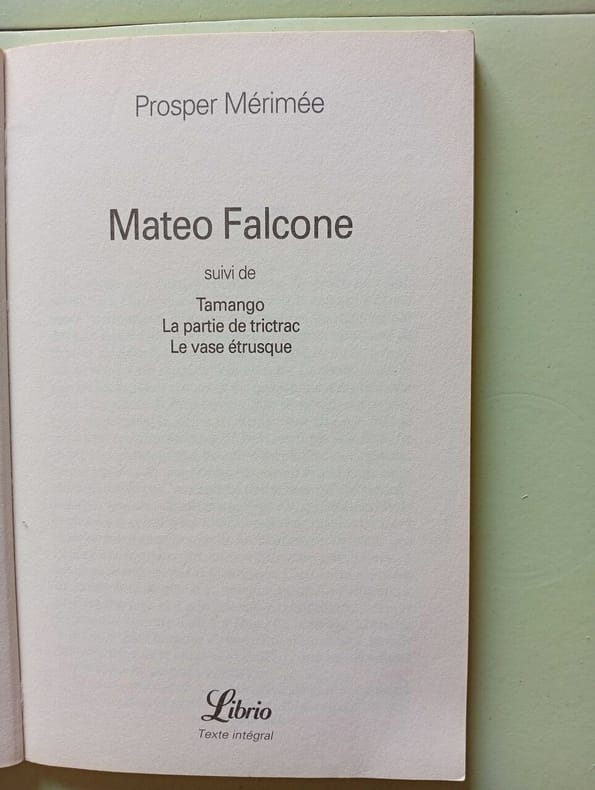 Prosper Mérimée
Mateo Falcone
suivi de
Tamango
La partie de trictrac
Le vase étrusque
Librio
Texte intégral